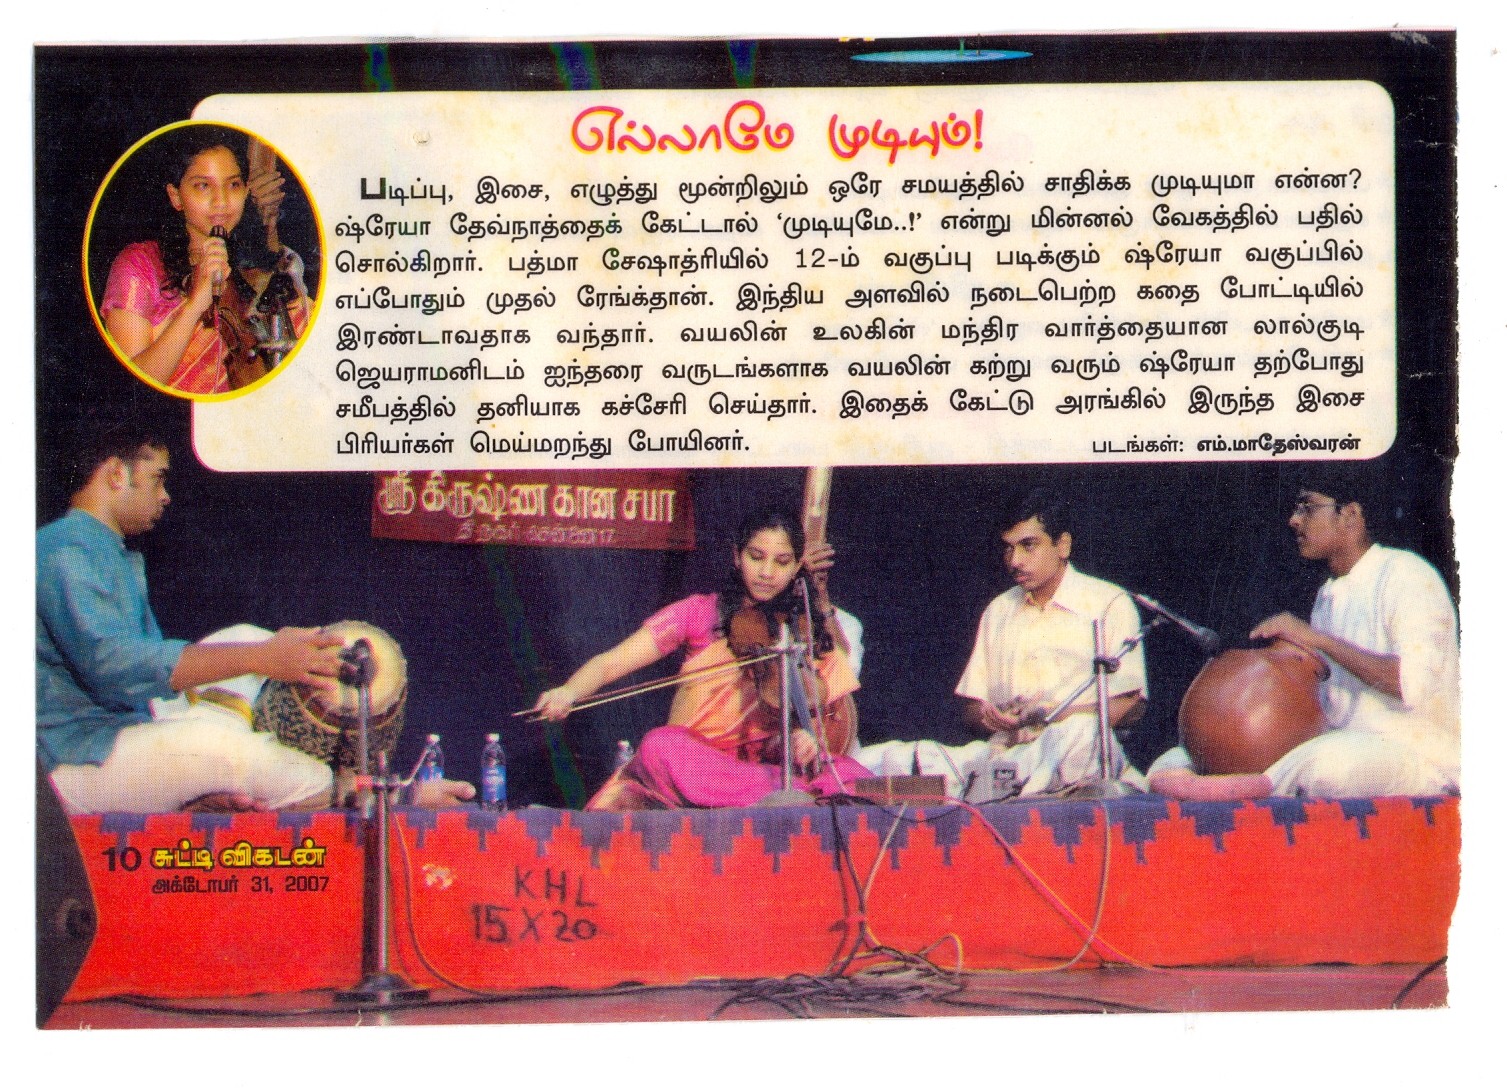 எல்லாமே முடியும்!
படிப்பு, இசை, எழுத்து மூன்றிலும் ஒரே சமயத்தில் சாதிக்க முடியுமா என்ன?
ஷ்ரேயா தேவ்நாத்தைக் கேட்டால் ‘முடியுமே..!’ என்று மின்னல் வேகத்தில் பதில்
சொல்கிறார். பத்மா சேஷாத்ரியில் 12-ம் வகுப்பு படிக்கும் ஷ்ரேயா வகுப்பில்
எப்போதும் முதல் ரேங்க்தான். இந்திய அளவில் நடைபெற்ற கதை போட்டியில்
இரண்டாவதாக வந்தார். வயலின் உலகின் மந்திர வார்த்தையான லால்குடி
ஜெயராமனிடம் ஐந்தரை வருடங்களாக வயலின் கற்று வரும் ஷ்ரேயா தற்போது
சமீபத்தில் தனியாக கச்சேரி செய்தார். இதைக் கேட்டு அரங்கில் இருந்த இசை
பிரியர்கள் மெய்மறந்து போயினர்.
படங்கள்: எம்.மாதேஸ்வரன்
ஸ்ரீ கிருஷ்ண கான சபா
தி நகர் சென்னை 17
10 சுட்டி விகடன்
அக்டோபர் 31, 2007
KHL
15 X 20